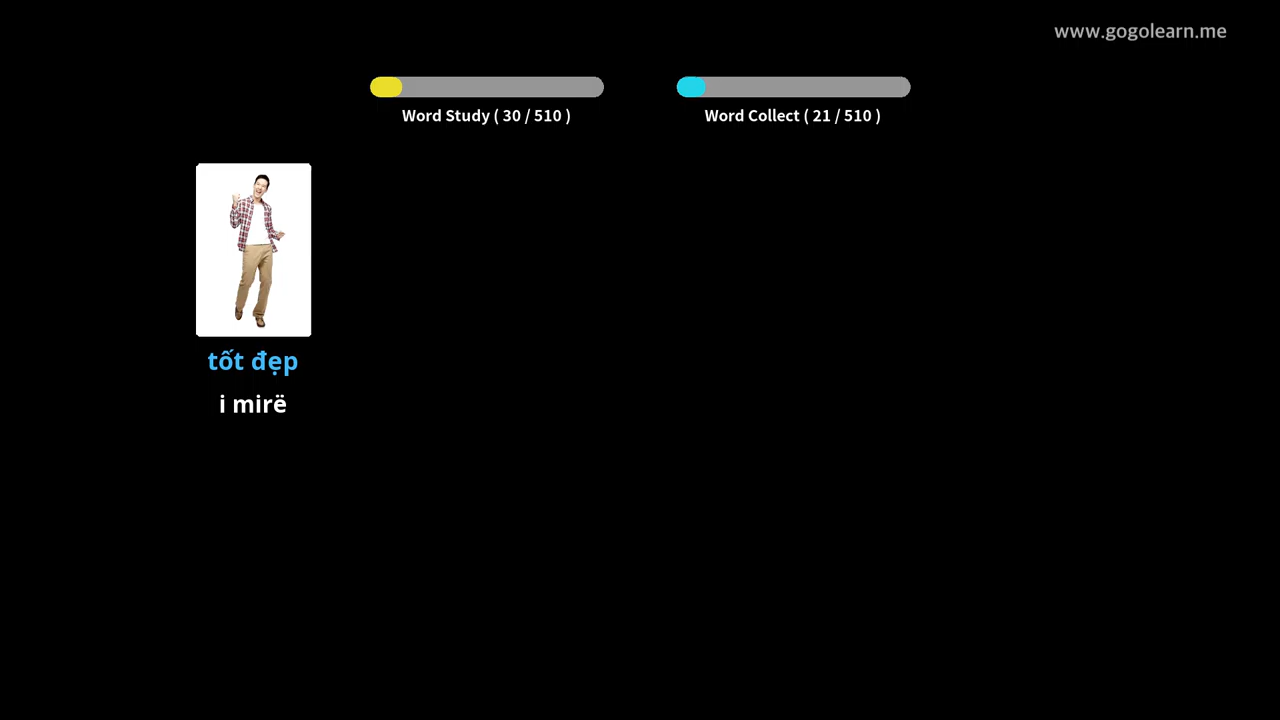 www.gogolearn.me
Word Study ( 30 / 510 )
Word Collect ( 21 / 510 )
tốt đẹp
i mirë